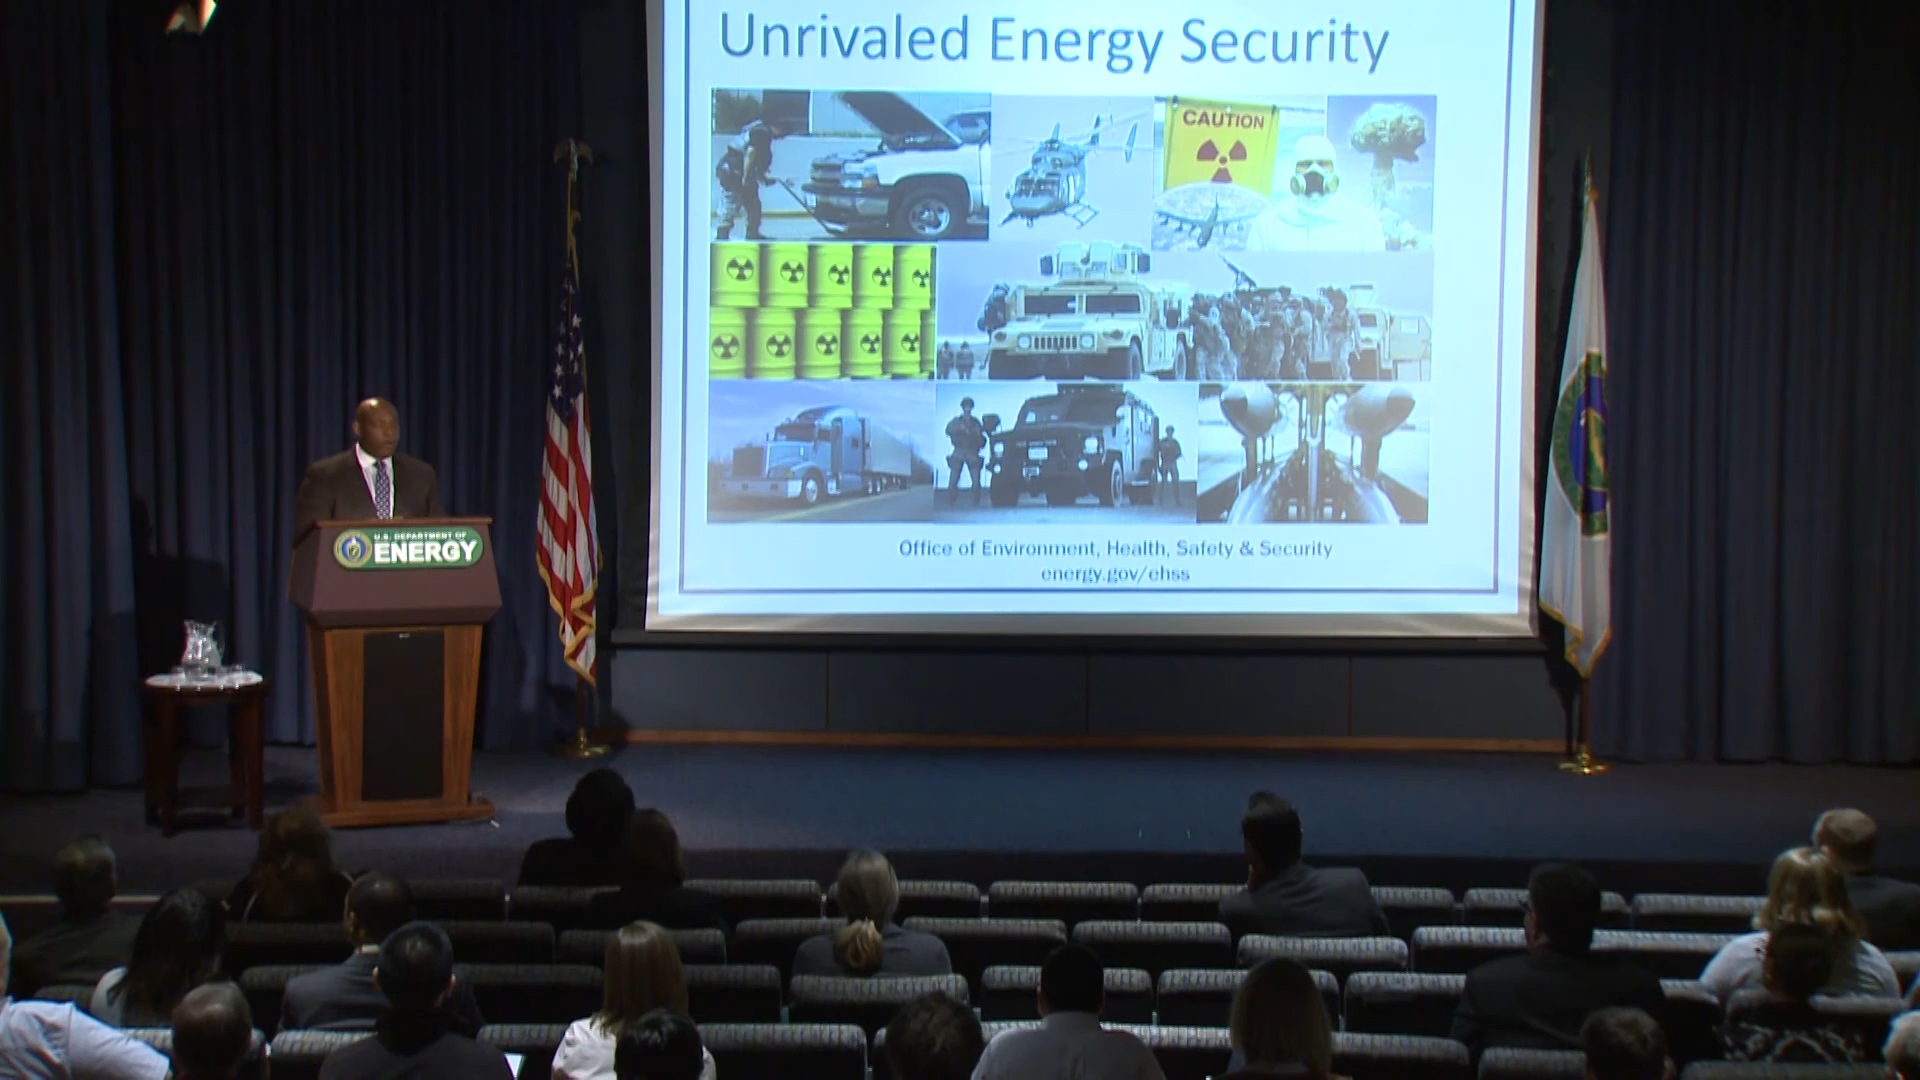 Unrivaled Energy Security
CAUTION
Office of Environment, Health, Safety & Security
energy.gov/ehss
U.S. DEPARTMENT OF
ENERGY